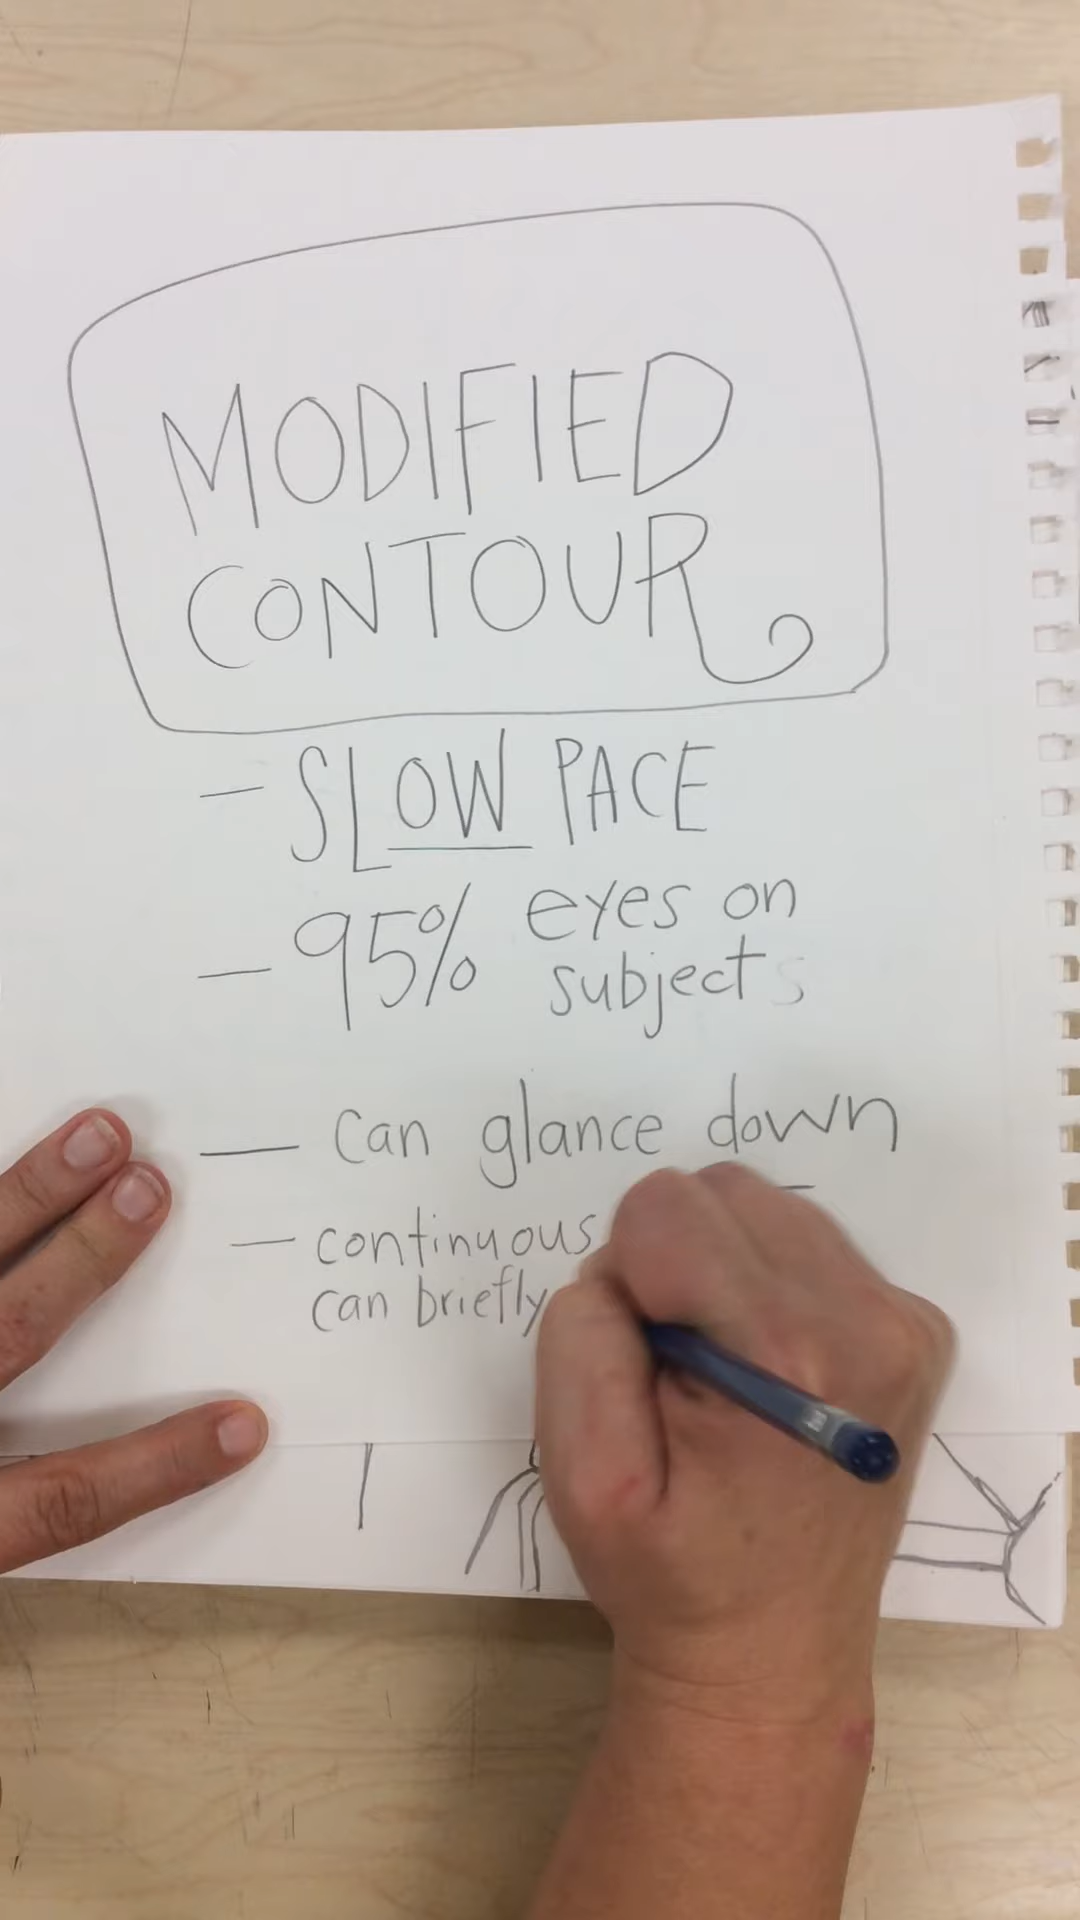 MODIFIED
CONTOUR
- SLOW PACE
- 95% eyes on
subjects
- can glance down
- continuous
can briefly